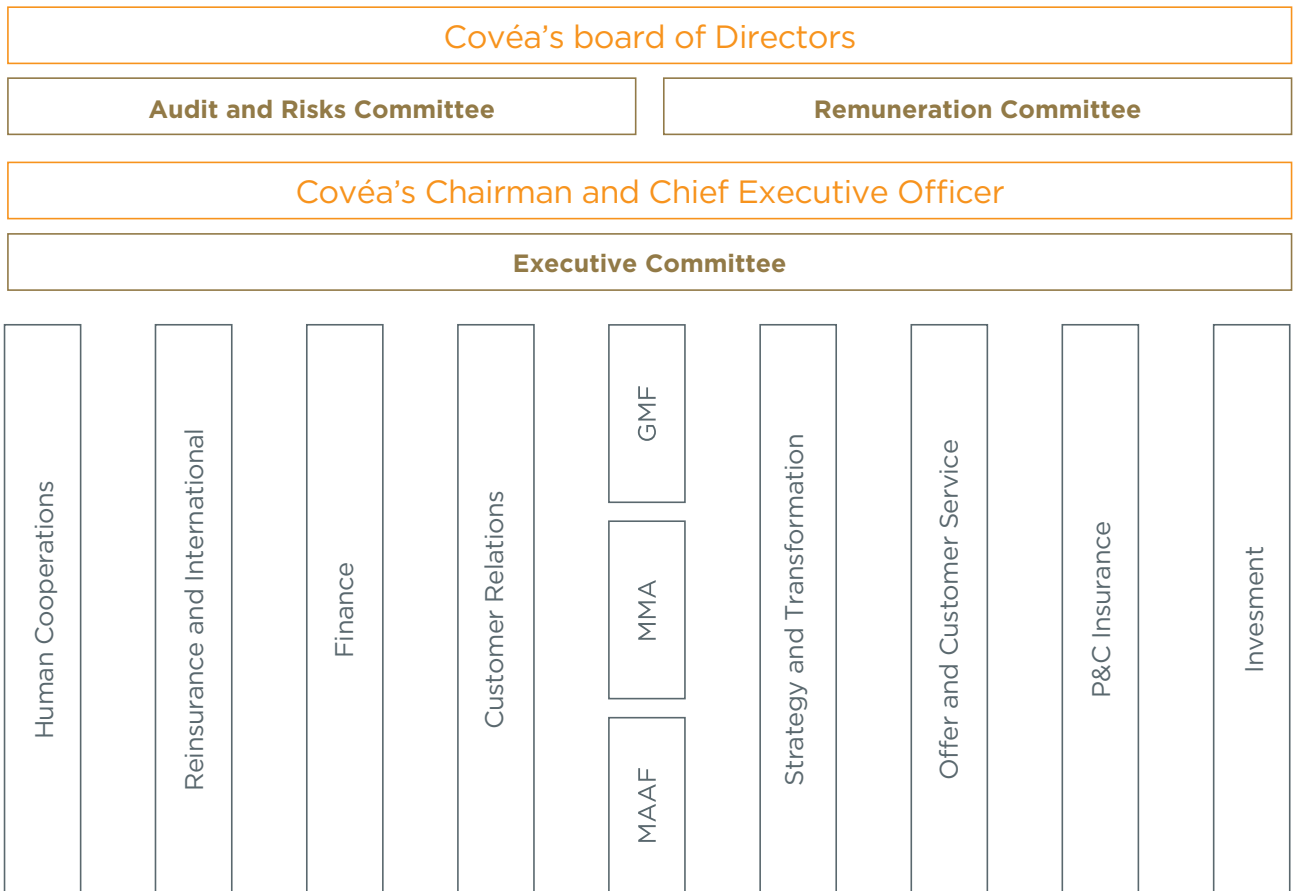 Covéa’s board of Directors
Audit and Risks Committee
Remuneration Committee
Covéa’s Chairman and Chief Executive Officer
Executive Committee
Human Cooperations
Reinsurance and International
Finance
Customer Relations
GMF
MMA
MAAF
Strategy and Transformation
Offer and Customer Service
P&C Insurance
Invesment